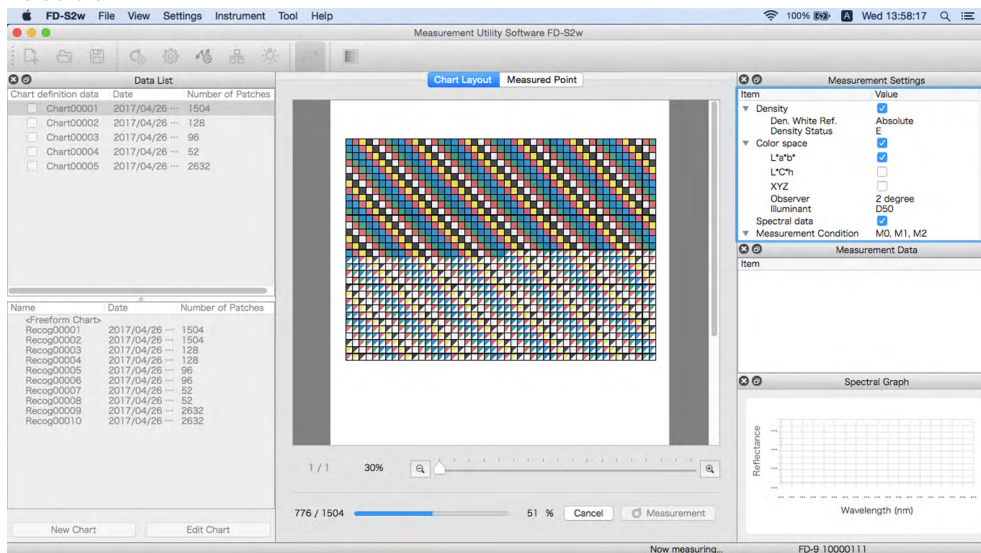 FD-S2w File View Settings Instrument Tool Help 100% A Wed 13:58:17
Measurement Utility Software FD-S2w
Data List
Chart definition data Date Number of Patches
Chart00001 2017/04/26 ··· 1504
Chart00002 2017/04/26 ··· 128
Chart00003 2017/04/26 ··· 96
Chart00004 2017/04/26 ··· 52
Chart00005 2017/04/26 ··· 2632
Name Date Number of Patches
<Freeform Chart>
Recog00001 2017/04/26 ··· 1504
Recog00002 2017/04/26 ··· 1504
Recog00003 2017/04/26 ··· 128
Recog00004 2017/04/26 ··· 128
Recog00005 2017/04/26 ··· 96
Recog00006 2017/04/26 ··· 96
Recog00007 2017/04/26 ··· 52
Recog00008 2017/04/26 ··· 52
Recog00009 2017/04/26 ··· 2632
Recog00010 2017/04/26 ··· 2632
New Chart Edit Chart
Chart Layout Measured Point
1 / 1 30%
776 / 1504 51 % Cancel Measurement
Measurement Settings
Item Value
Density
Den. White Ref. Absolute
Density Status E
Color space
L*a*b*
L*C*h
XYZ
Observer 2 degree
Illuminant D50
Spectral data
Measurement Condition M0, M1, M2
Measurement Data
Item
Spectral Graph
Reflectance
Wavelength (nm)
Now measuring... FD-9 10000111